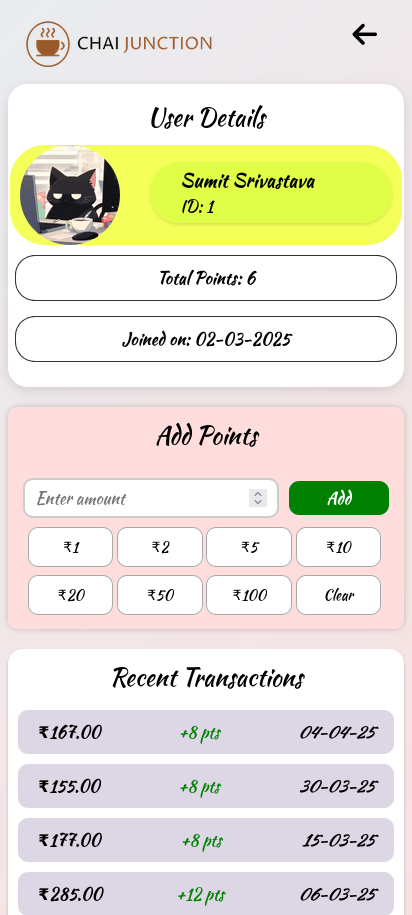 CHAI JUNCTION
User Details
Sumit Srivastava
ID: 1
Total Points: 6
Joined on: 02-03-2025
Add Points
Enter amount
Add
₹1 ₹2 ₹5 ₹10
₹20 ₹50 ₹100 Clear
Recent Transactions
₹167.00 +8 pts 04-04-25
₹155.00 +8 pts 30-03-25
₹177.00 +8 pts 15-03-25
₹285.00 +12 pts 06-03-25